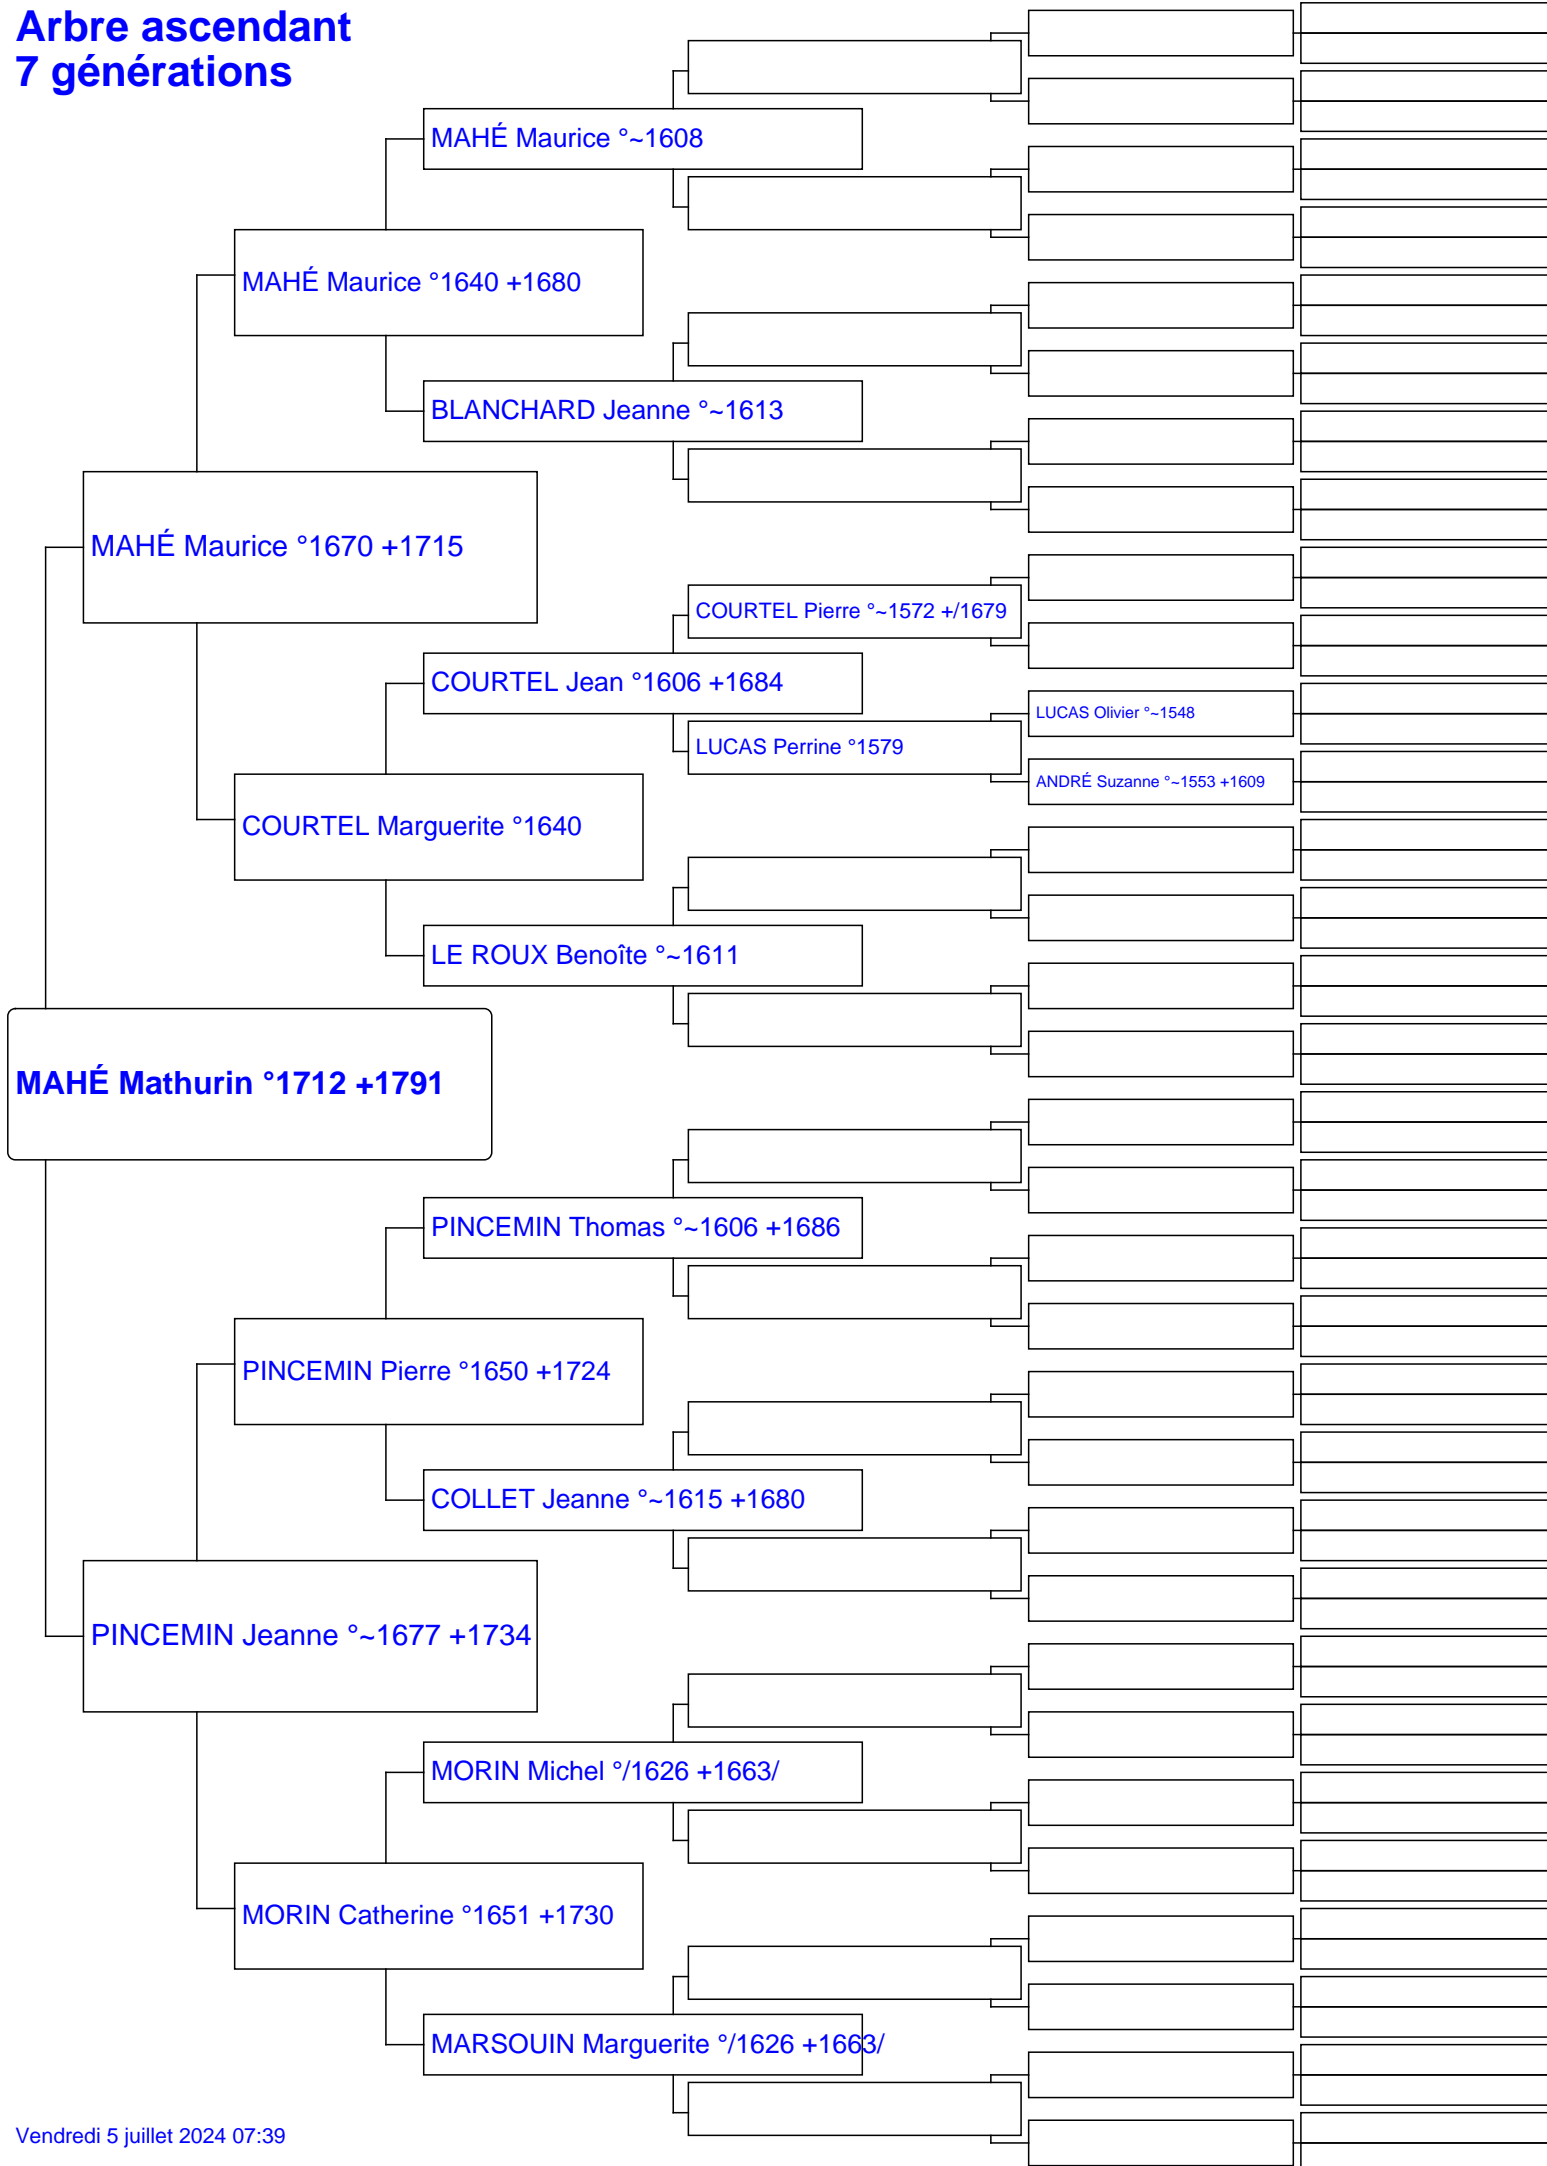 Arbre ascendant
7 générations
MAHÉ Maurice °~1608
MAHÉ Maurice °1640 +1680
BLANCHARD Jeanne °~1613
MAHÉ Maurice °1670 +1715
COURTEL Pierre °~1572 +/1679
COURTEL Jean °1606 +1684
LUCAS Olivier °~1548
LUCAS Perrine °1579
ANDRÉ Suzanne °~1553 +1609
COURTEL Marguerite °1640
LE ROUX Benoîte °~1611
MAHÉ Mathurin °1712 +1791
PINCEMIN Thomas °~1606 +1686
PINCEMIN Pierre °1650 +1724
COLLET Jeanne °~1615 +1680
PINCEMIN Jeanne °~1677 +1734
MORIN Michel °/1626 +1663/
MORIN Catherine °1651 +1730
MARSOUIN Marguerite °/1626 +1663/
Vendredi 5 juillet 2024 07:39